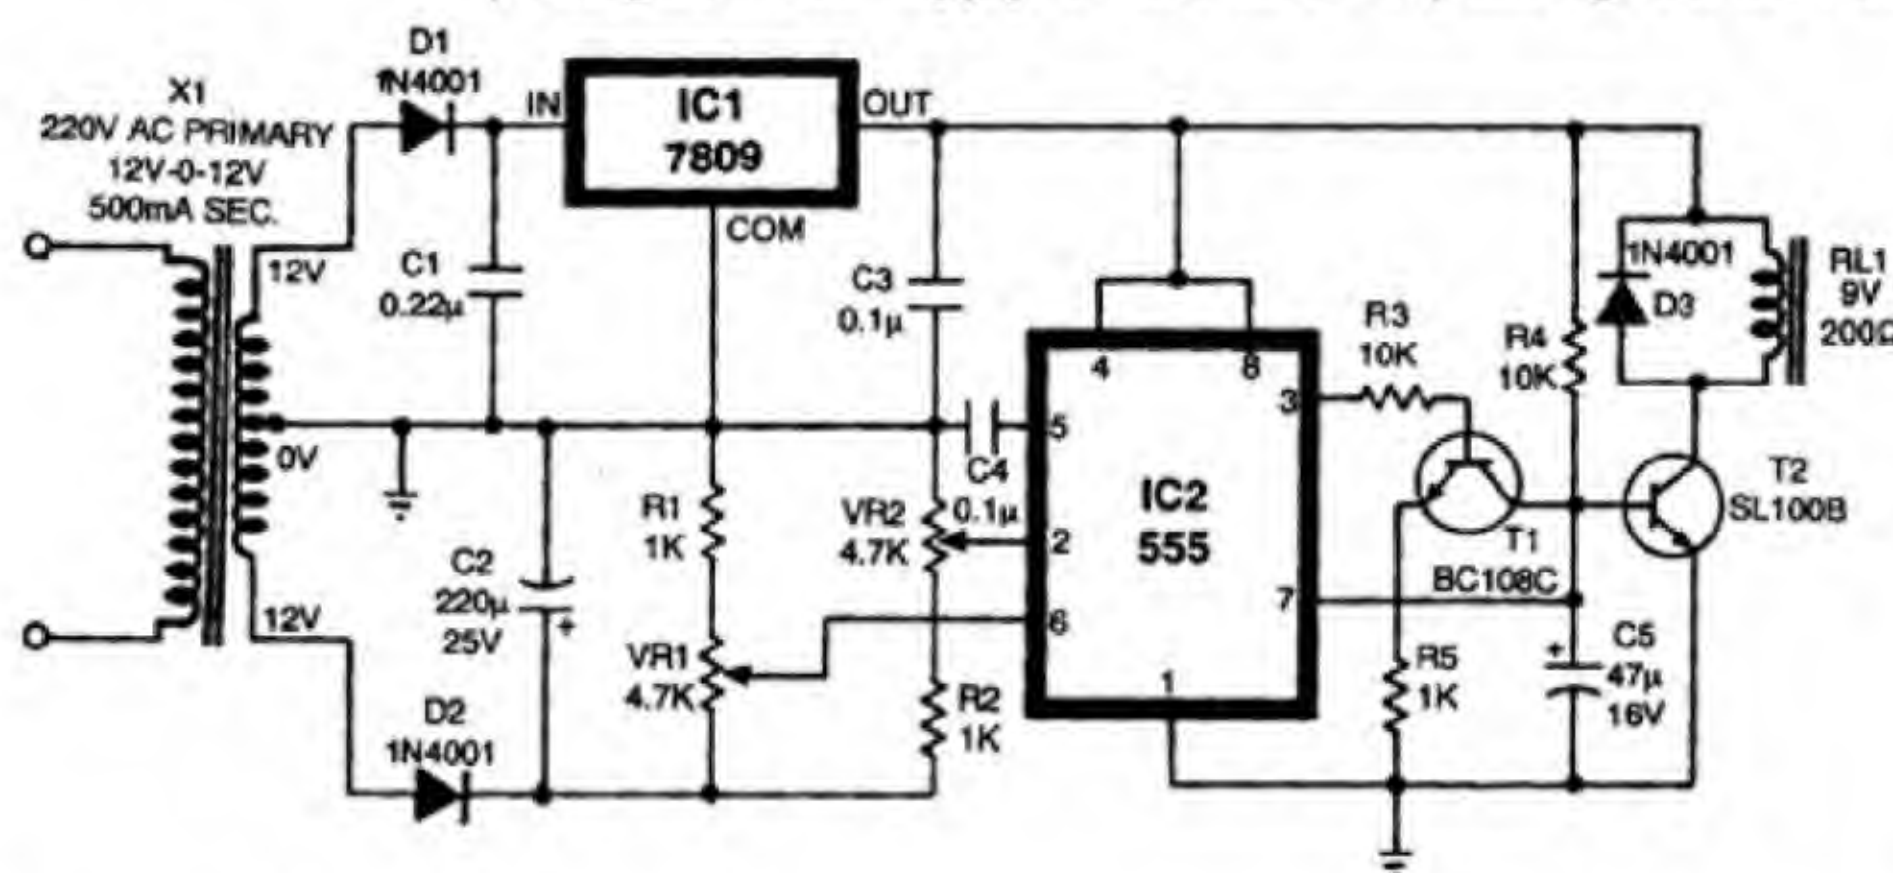 X1
220V AC PRIMARY
12V-0-12V
500mA SEC.
12V
0V
12V
D1
1N4001
IN
IC1
7809
OUT
COM
C1
0.22µ
C2
220µ
25V
+
D2
1N4001
R1
1K
VR1
4.7K
C3
0.1µ
C4
0.1µ
VR2
4.7K
R2
1K
4
8
5
3
IC2
555
2
7
6
1
R3
10K
R4
10K
1N4001
D3
RL1
9V
200Ω
T1
BC108C
T2
SL100B
R5
1K
+
C5
47µ
16V